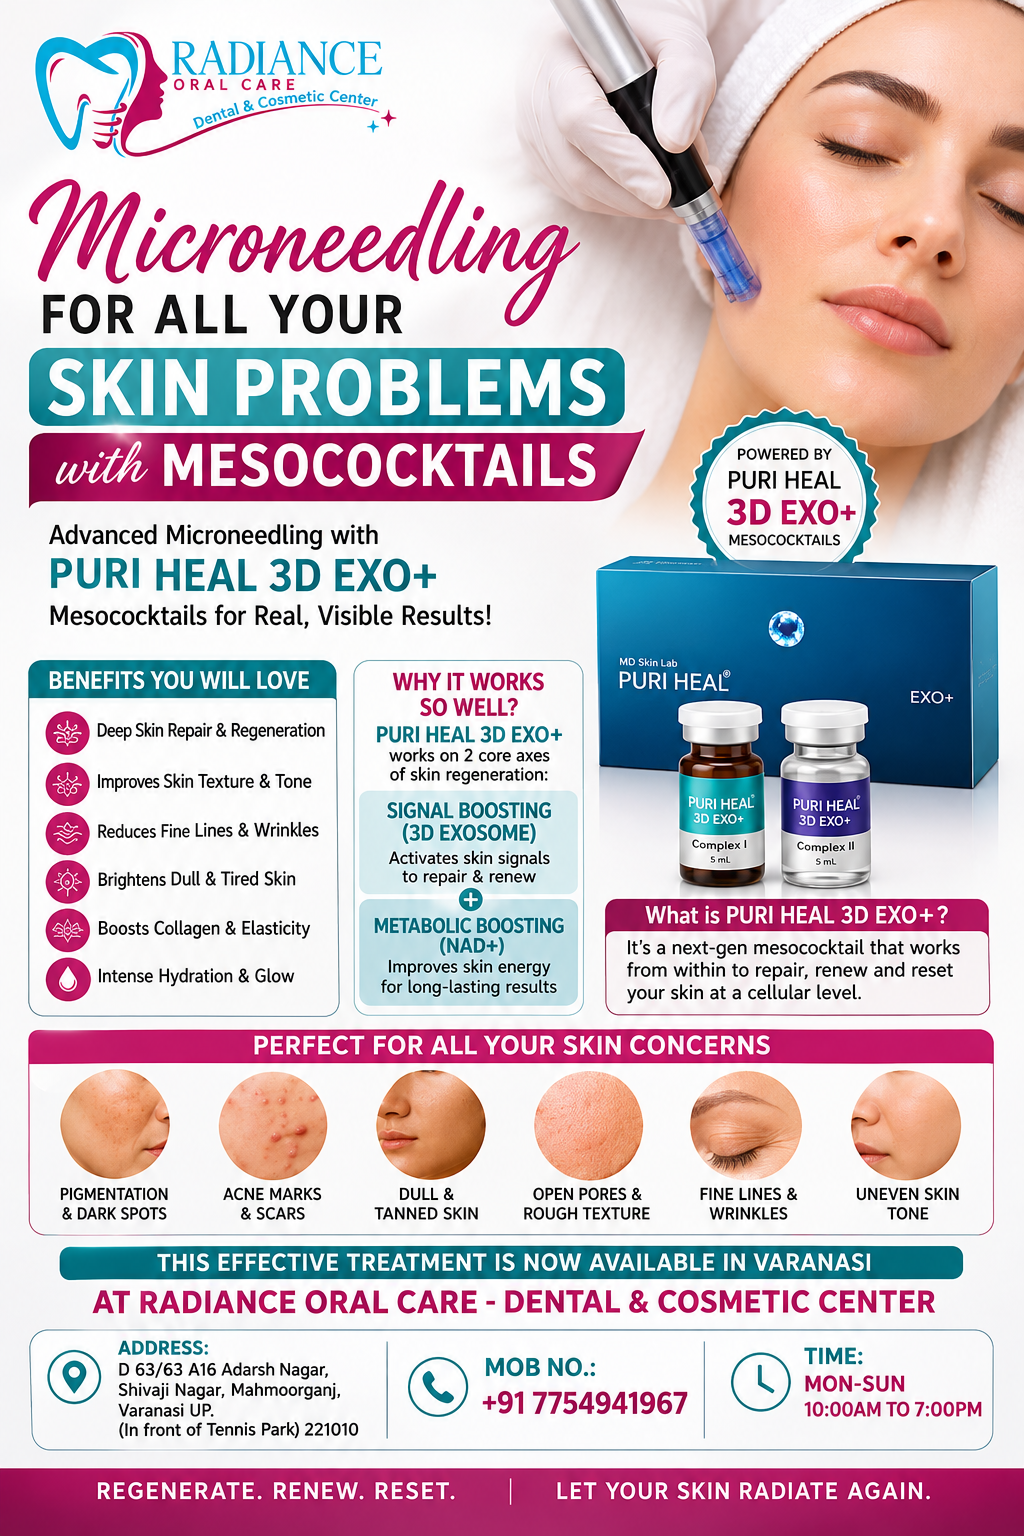 RADIANCE
ORAL CARE
Dental & Cosmetic Center
Microneedling
FOR ALL YOUR
SKIN PROBLEMS
with MESOCOCKTAILS
Advanced Microneedling with
PURI HEAL 3D EXO+
Mesococktails for Real, Visible Results!
POWERED BY
PURI HEAL
3D EXO+
MESOCOCKTAILS
MD Skin Lab
PURI HEAL®
EXO+
PURI HEAL®
3D EXO+
Complex I
5 mL
PURI HEAL®
3D EXO+
Complex II
5 mL
BENEFITS YOU WILL LOVE
Deep Skin Repair & Regeneration
Improves Skin Texture & Tone
Reduces Fine Lines & Wrinkles
Brightens Dull & Tired Skin
Boosts Collagen & Elasticity
Intense Hydration & Glow
WHY IT WORKS
SO WELL?
PURI HEAL 3D EXO+
works on 2 core axes
of skin regeneration:
SIGNAL BOOSTING
(3D EXOSOME)
Activates skin signals
to repair & renew
+
METABOLIC BOOSTING
(NAD+)
Improves skin energy
for long-lasting results
What is PURI HEAL 3D EXO+?
It's a next-gen mesococktail that works
from within to repair, renew and reset
your skin at a cellular level.
PERFECT FOR ALL YOUR SKIN CONCERNS
PIGMENTATION
& DARK SPOTS
ACNE MARKS
& SCARS
DULL &
TANNED SKIN
OPEN PORES &
ROUGH TEXTURE
FINE LINES &
WRINKLES
UNEVEN SKIN
TONE
THIS EFFECTIVE TREATMENT IS NOW AVAILABLE IN VARANASI
AT RADIANCE ORAL CARE - DENTAL & COSMETIC CENTER
ADDRESS:
D 63/63 A16 Adarsh Nagar,
Shivaji Nagar, Mahmoorganj,
Varanasi UP.
(In front of Tennis Park) 221010
MOB NO.:
+91 7754941967
TIME:
MON-SUN
10:00AM TO 7:00PM
REGENERATE. RENEW. RESET.
LET YOUR SKIN RADIATE AGAIN.